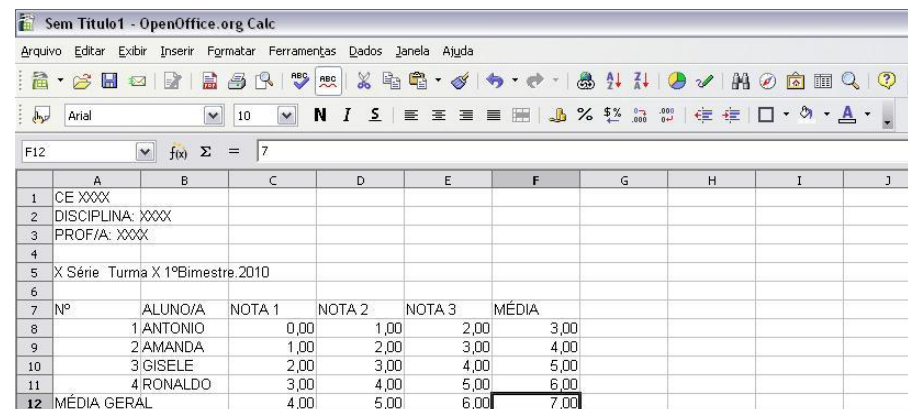 Sem Título1 - OpenOffice.org Calc
Arquivo Editar Exibir Inserir Formatar Ferramentas Dados Janela Ajuda
Arial 10 N I S
F12 f(x) Σ = 7
A B C D E F G H I J
1 CE XXXX
2 DISCIPLINA: XXXX
3 PROF/A: XXXX
4
5 X Série Turma X 1ºBimestre.2010
6
7 Nº ALUNO/A NOTA 1 NOTA 2 NOTA 3 MÉDIA
8 1 ANTONIO 0,00 1,00 2,00 3,00
9 2 AMANDA 1,00 2,00 3,00 4,00
10 3 GISELE 2,00 3,00 4,00 5,00
11 4 RONALDO 3,00 4,00 5,00 6,00
12 MÉDIA GERAL 4,00 5,00 6,00 7,00